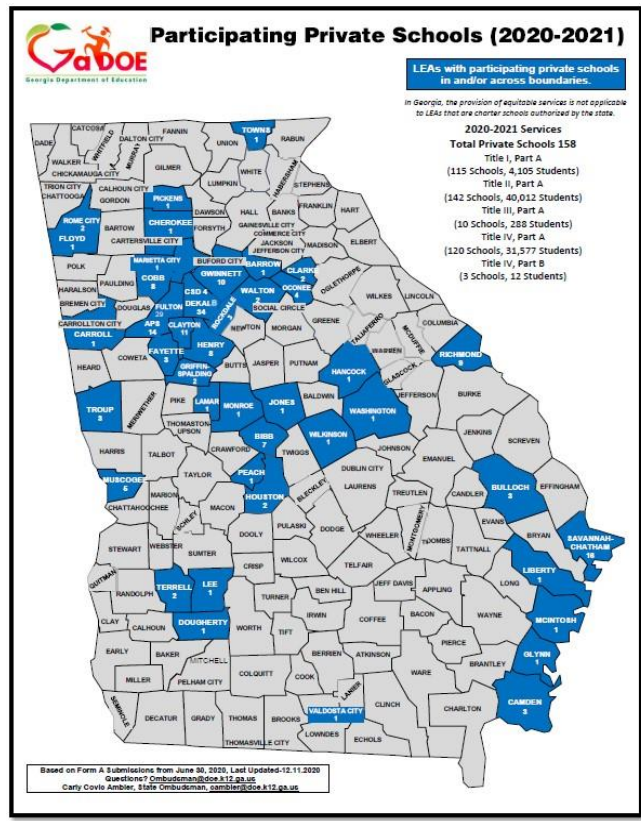 GaDOE
Georgia Department of Education
Participating Private Schools (2020-2021)
LEAs with participating private schools
in and/or across boundaries.
In Georgia, the provision of equitable services is not applicable
to LEAs that are charter schools authorized by the state.
2020-2021 Services
Total Private Schools 158
Title I, Part A
(115 Schools, 4,105 Students)
Title II, Part A
(142 Schools, 40,012 Students)
Title III, Part A
(10 Schools, 288 Students)
Title IV, Part A
(120 Schools, 31,577 Students)
Title IV, Part B
(3 Schools, 12 Students)
DADE
CATOOSA
WHITFIELD
DALTON CITY
MURRAY
FANNIN
UNION
TOWNS
1
RABUN
WALKER
CHICKAMAUGA CITY
GILMER
WHITE
HABERSHAM
STEPHENS
LUMPKIN
TRION CITY
CHATTOOGA
CALHOUN CITY
GORDON
PICKENS
1
DAWSON
HALL
BANKS
FRANKLIN
HART
ROME CITY
2
FLOYD
1
BARTOW
CARTERSVILLE CITY
CHEROKEE
1
FORSYTH
GAINESVILLE CITY
COMMERCE CITY
JACKSON
JEFFERSON CITY
MADISON
ELBERT
POLK
MARIETTA CITY
1
BUFORD CITY
BARROW
1
CLARKE
2
OGLETHORPE
HARALSON
BREMEN CITY
PAULDING
COBB
8
GWINNETT
CSD 4
DEKALB
34
WALTON
2
OCONEE
4
WILKES
LINCOLN
DOUGLAS
FULTON
ROCKDALE
SOCIAL CIRCLE
GREENE
TALIAFERRO
MCDUFFIE
COLUMBIA
CARROLLTON CITY
CARROLL
1
APS
14
CLAYTON
11
HENRY
NEWTON
MORGAN
WARREN
RICHMOND
HEARD
COWETA
FAYETTE
3
GRIFFIN-
SPALDING
2
BUTTS
JASPER
PUTNAM
HANCOCK
1
GLASCOCK
JEFFERSON
BURKE
TROUP
3
MERIWETHER
PIKE
LAMAR
1
MONROE
1
JONES
1
BALDWIN
WASHINGTON
1
JENKINS
SCREVEN
THOMASTON-
UPSON
BIBB
7
WILKINSON
1
JOHNSON
EMANUEL
HARRIS
TALBOT
CRAWFORD
TWIGGS
DUBLIN CITY
LAURENS
MUSCOGEE
TAYLOR
PEACH
1
BLECKLEY
TREUTLEN
CANDLER
BULLOCH
3
EFFINGHAM
CHATTAHOOCHEE
MARION
SCHLEY
MACON
HOUSTON
2
MONTGOMERY
EVANS
BRYAN
SAVANNAH-
CHATHAM
STEWART
WEBSTER
SUMTER
DOOLY
PULASKI
DODGE
WHEELER
TOOMBS
TATTNALL
QUITMAN
CRISP
WILCOX
TELFAIR
LIBERTY
1
LONG
RANDOLPH
TERRELL
2
LEE
1
TURNER
BEN HILL
JEFF DAVIS
APPLING
WAYNE
MCINTOSH
1
CLAY
CALHOUN
DOUGHERTY
1
WORTH
TIFT
IRWIN
COFFEE
BACON
PIERCE
GLYNN
1
EARLY
BAKER
MITCHELL
BERRIEN
ATKINSON
WARE
BRANTLEY
MILLER
PELHAM CITY
COLQUITT
COOK
LANIER
CLINCH
CHARLTON
CAMDEN
3
SEMINOLE
DECATUR
GRADY
THOMAS
BROOKS
VALDOSTA CITY
1
LOWNDES
ECHOLS
THOMASVILLE CITY
Based on Form A Submissions from June 30, 2020, Last Updated-12.11.2020
Questions? Ombudsman@doe.k12.ga.us
Carly Covic Ambler, State Ombudsman, cambler@doe.k12.ga.us